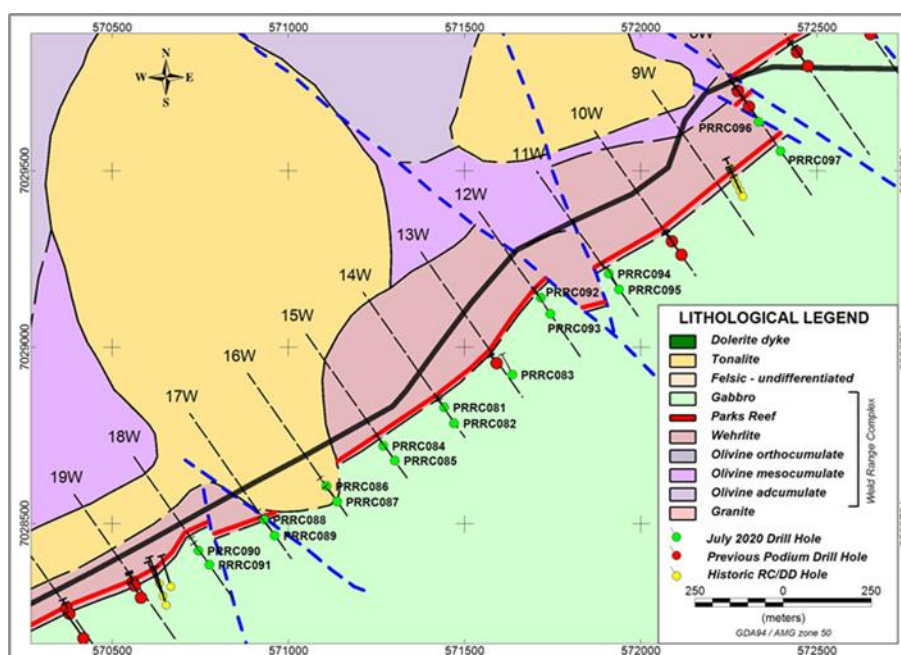 570500 571000 571500 572000 572500
N
W E
S
9W
10W
11W
12W
13W
14W
15W
16W
17W
18W
19W
PRRC096
PRRC097
PRRC094
PRRC095
PRRC092
PRRC093
PRRC083
PRRC081
PRRC082
PRRC084
PRRC085
PRRC086
PRRC087
PRRC088
PRRC089
PRRC090
PRRC091
7029500
7029000
7028500
7029500
LITHOLOGICAL LEGEND
Dolerite dyke
Tonalite
Felsic - undifferentiated
Gabbro
Parks Reef
Wehrlite
Olivine orthocumulate
Olivine mesocumulate
Olivine adcumulate
Granite
Weld Range Complex
July 2020 Drill Hole
Previous Podium Drill Hole
Historic RC/DD Hole
250 0 250
(meters)
GDA94 / AMG zone 50
570500 571000 571500 572000 572500